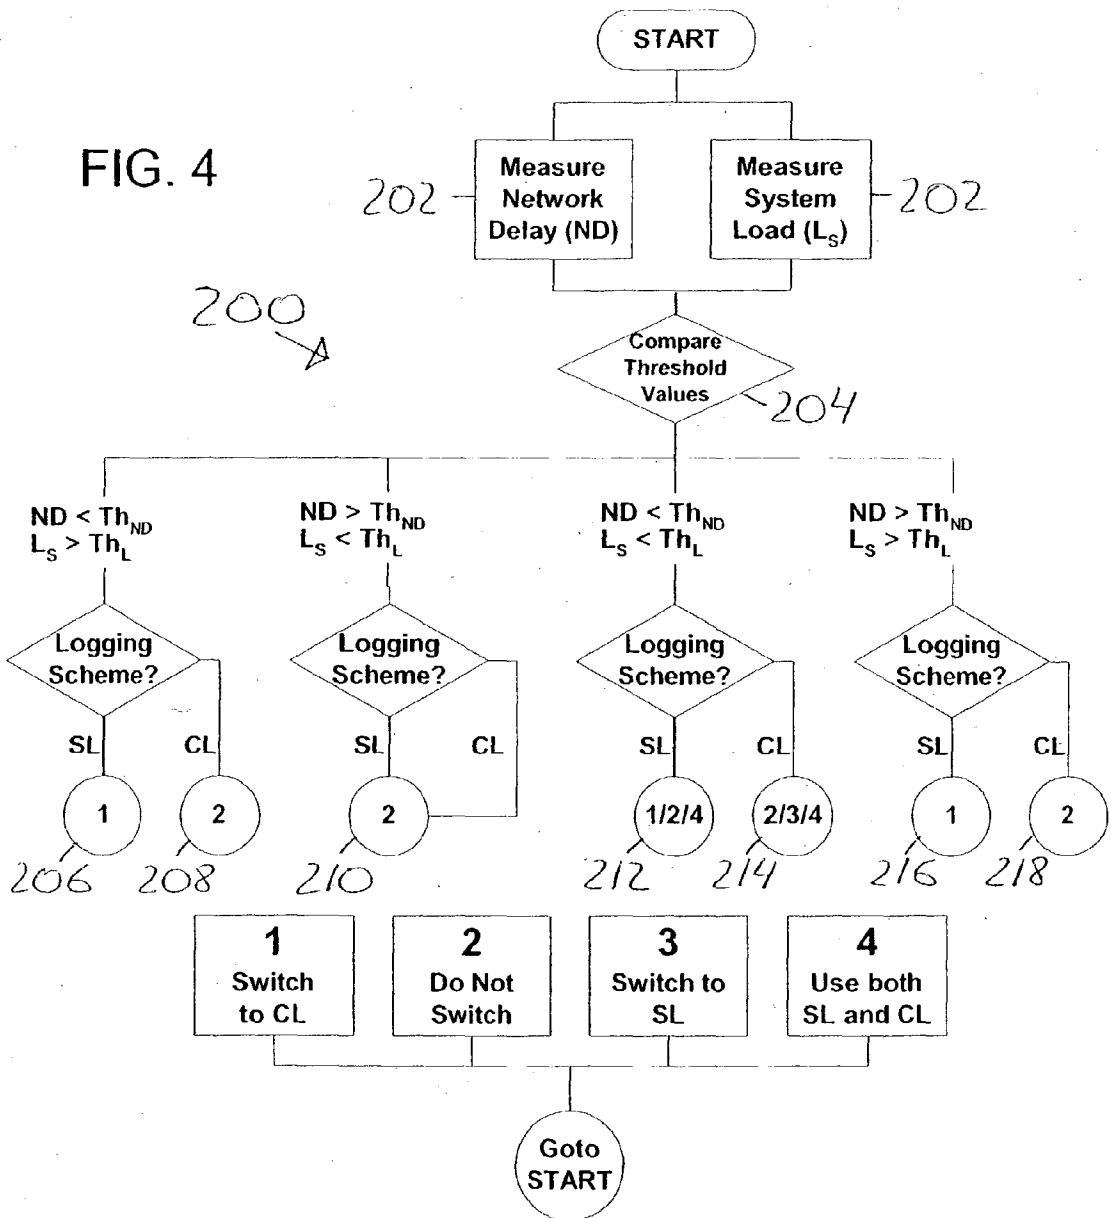 START
FIG. 4
Measure
Network
Delay (ND)
202
Measure
System
Load (L_S)
202
200
Compare
Threshold
Values
204
ND < Th_ND
L_S > Th_L
ND > Th_ND
L_S < Th_L
ND < Th_ND
L_S < Th_L
ND > Th_ND
L_S > Th_L
Logging
Scheme?
Logging
Scheme?
Logging
Scheme?
Logging
Scheme?
SL
CL
SL
CL
SL
CL
SL
CL
1
2
2
1/2/4
2/3/4
1
2
206
208
210
212
214
216
218
1
Switch
to CL
2
Do Not
Switch
3
Switch to
SL
4
Use both
SL and CL
Goto
START